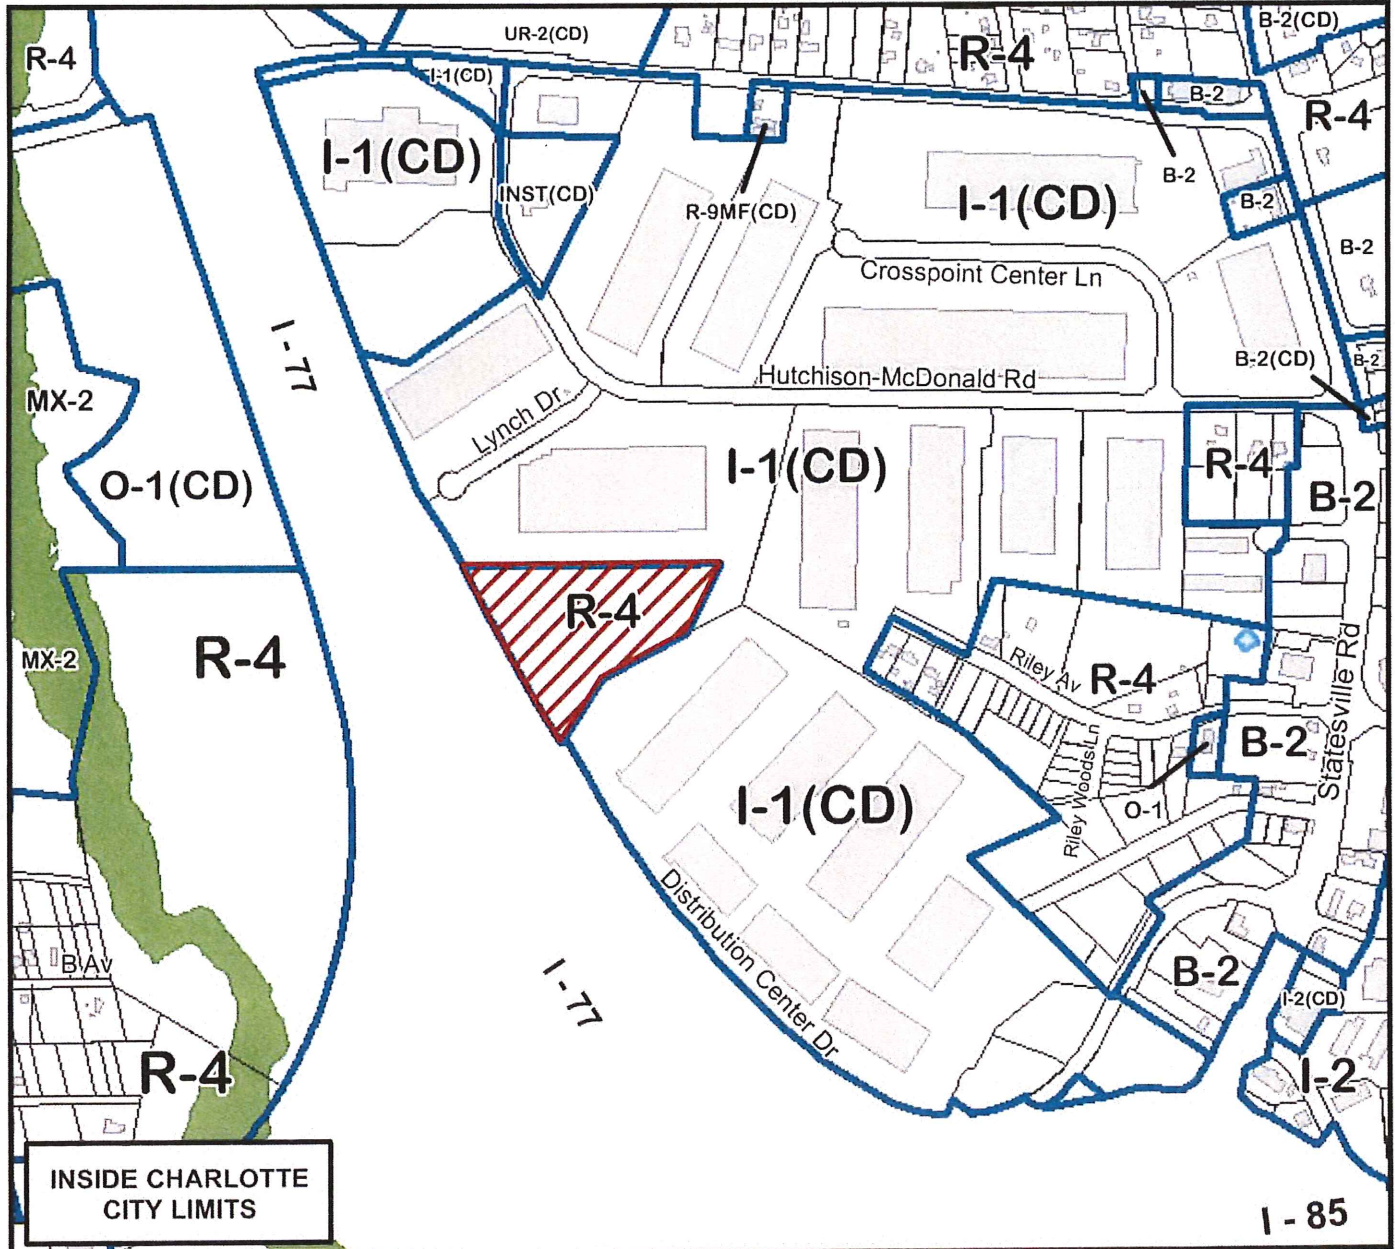 R-4
UR-2(CD)
B-2(CD)
R-4
I-1(CD)
B-2
R-4
I-1(CD)
INST(CD)
R-9MF(CD)
I-1(CD)
B-2
B-2
B-2
Crosspoint Center Ln
I - 77
B-2(CD)
B-2
Hutchison-McDonald Rd
MX-2
Lynch Dr
I-1(CD)
R-4
B-2
O-1(CD)
R-4
R-4
MX-2
Riley Av
R-4
Statesville Rd
B-2
Riley Woods Ln
O-1
I-1(CD)
Distribution Center Dr
B Av
I - 77
B-2
I-2(CD)
R-4
I-2
INSIDE CHARLOTTE
CITY LIMITS
I - 85